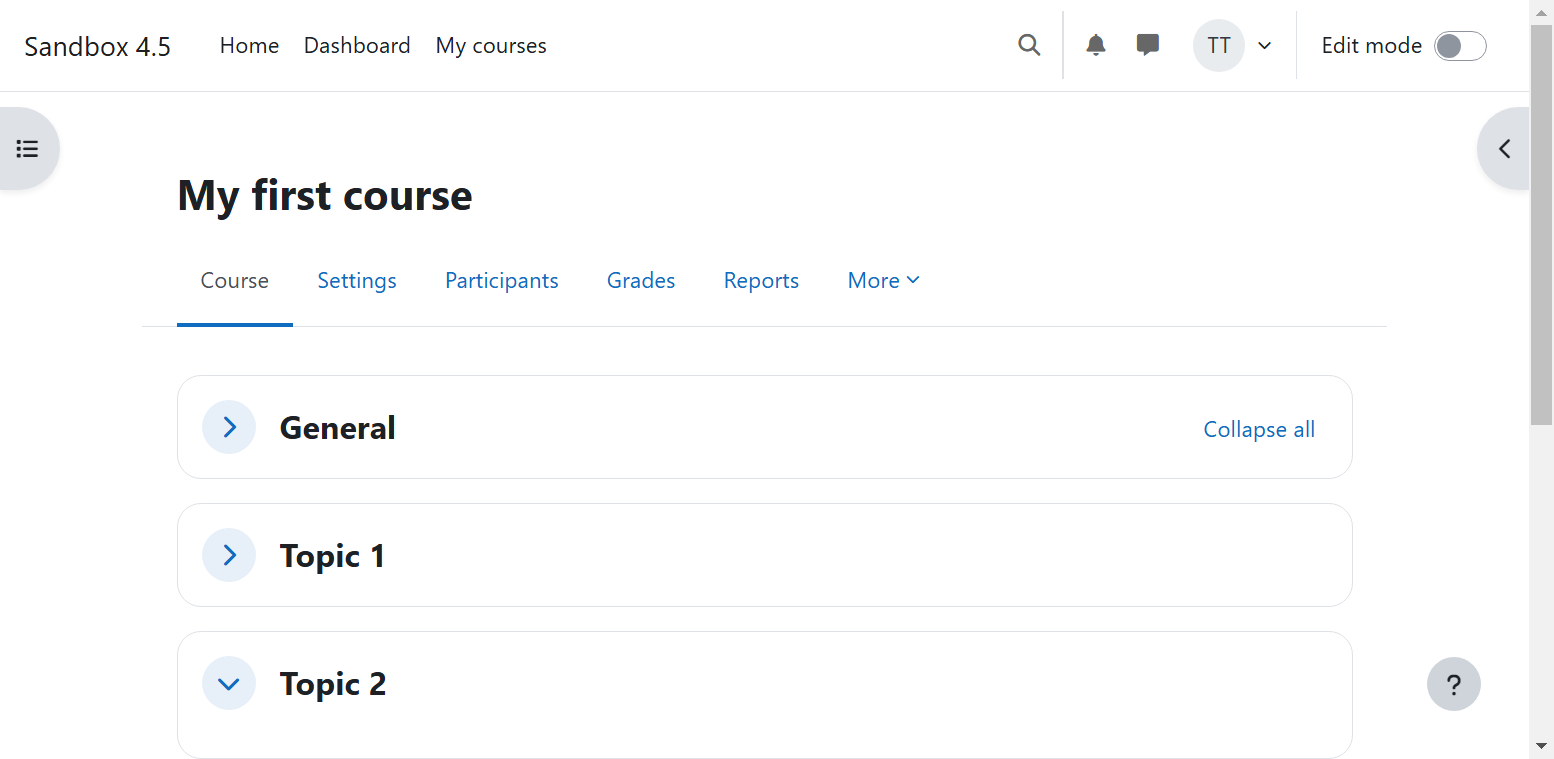 Sandbox 4.5 Home Dashboard My courses TT Edit mode
My first course
Course Settings Participants Grades Reports More
General Collapse all
Topic 1
Topic 2
?